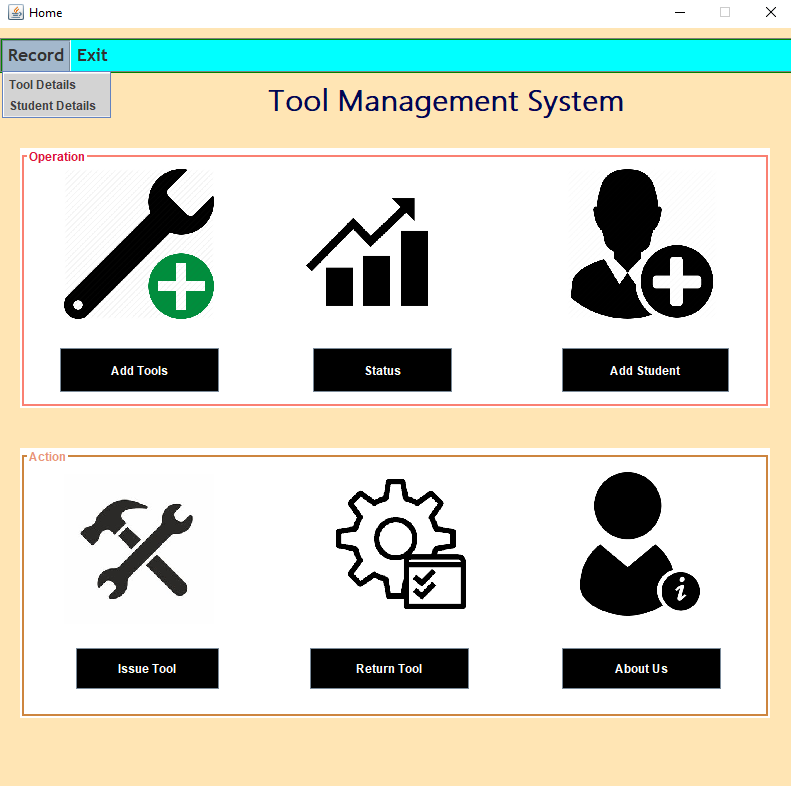 Home
Record Exit
Tool Details
Student Details
Tool Management System
Operation
Add Tools Status Add Student
Action
i
Issue Tool Return Tool About Us